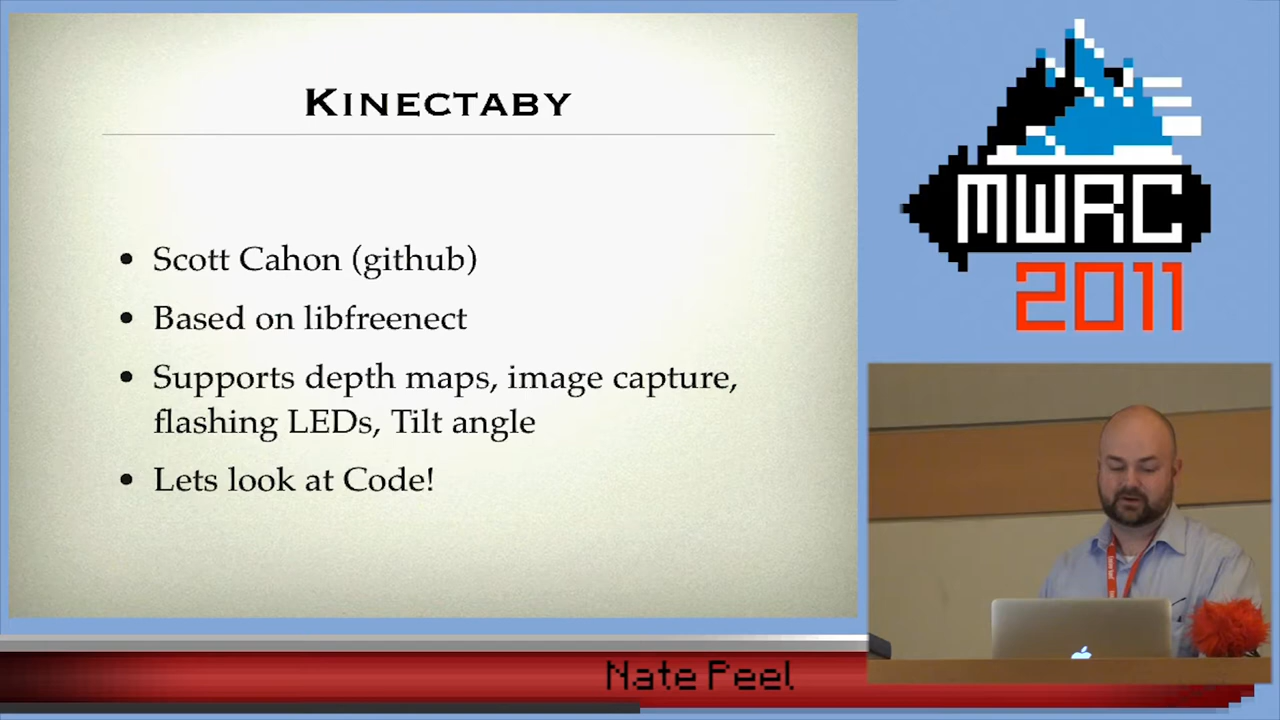 KINECTABY
• Scott Cahon (github)
• Based on libfreenect
• Supports depth maps, image capture,
flashing LEDs, Tilt angle
• Lets look at Code!
MWRC
2011
Nate Peel